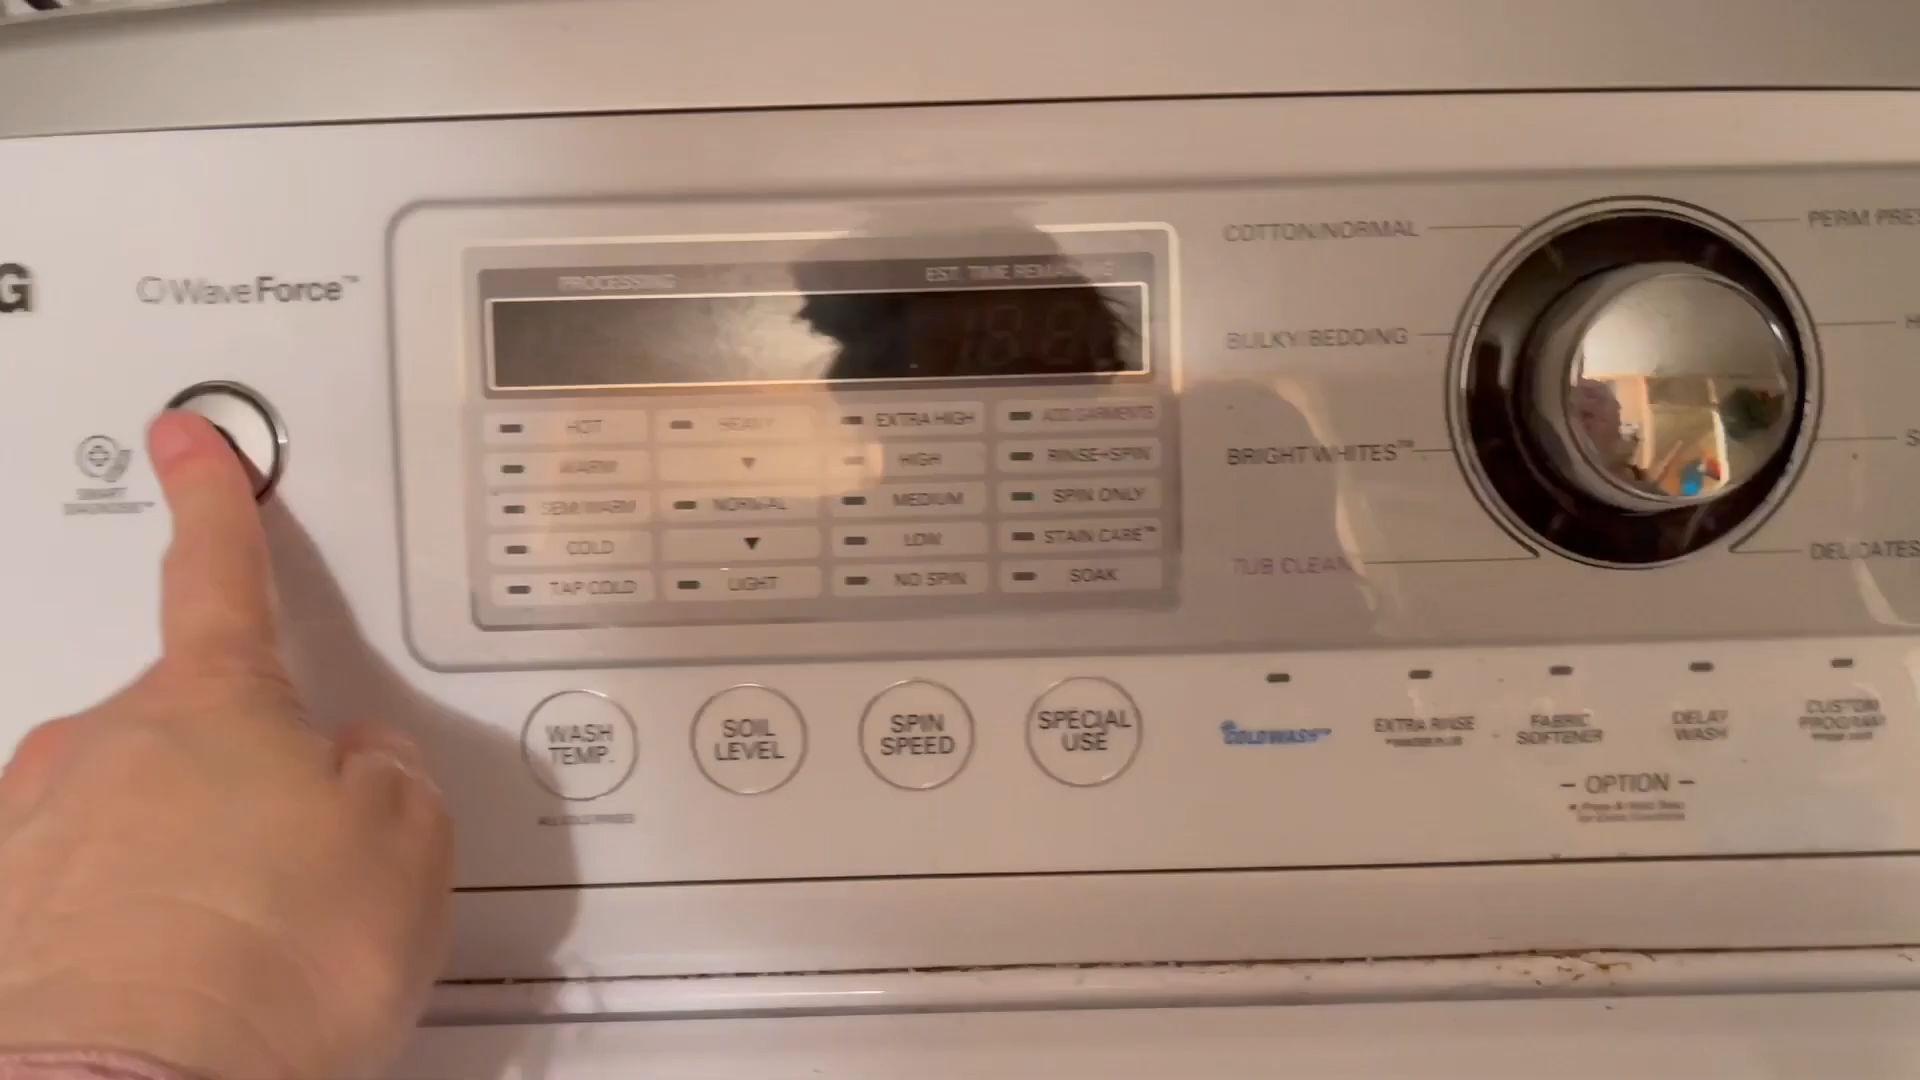 G
WaveForce™
SMART
PROCESSING
EST. TIME REMAINING
HOT
WARM
SEMI WARM
COLD
TAP COLD
HEAVY
NORMAL
LIGHT
EXTRA HIGH
HIGH
MEDIUM
LOW
NO SPIN
ADD GARMENTS
RINSE+SPIN
SPIN ONLY
STAIN CARE™
SOAK
COTTON/NORMAL
BULKY/BEDDING
BRIGHT WHITES™
TUB CLEAN
PERM PRE
H
S
DELICATES
WASH
TEMP.
SOIL
LEVEL
SPIN
SPEED
SPECIAL
USE
COLDWASH™
EXTRA RINSE
FABRIC
SOFTENER
DELAY
WASH
CUSTOM
PROGRAM
- OPTION -